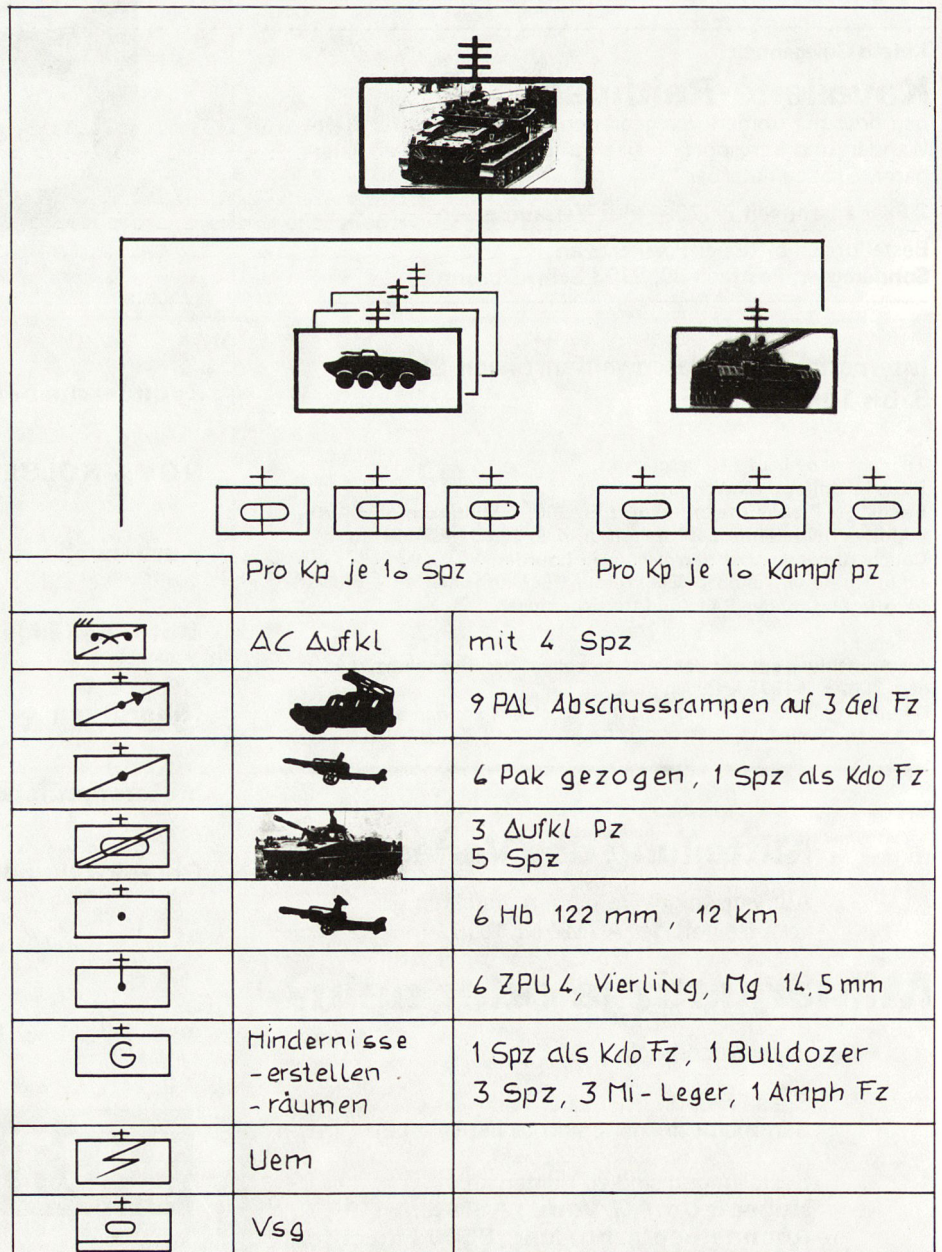 Pro Kp je 10 Spz
Pro Kp je 10 Kampf pz
AC Aufkl
mit 4 Spz
9 PAL Abschussrampen auf 3 Gel Fz
6 Pak gezogen, 1 Spz als Kdo Fz
3 Aufkl Pz
5 Spz
6 Hb 122 mm 12 km
6 ZPU 4, Vierling, Mg 14,5 mm
G
Hindernisse
-erstellen
-räumen
1 Spz als Kdo Fz, 1 Bulldozer
3 Spz, 3 Mi-Leger, 1 Amph Fz
Uem
Vsg